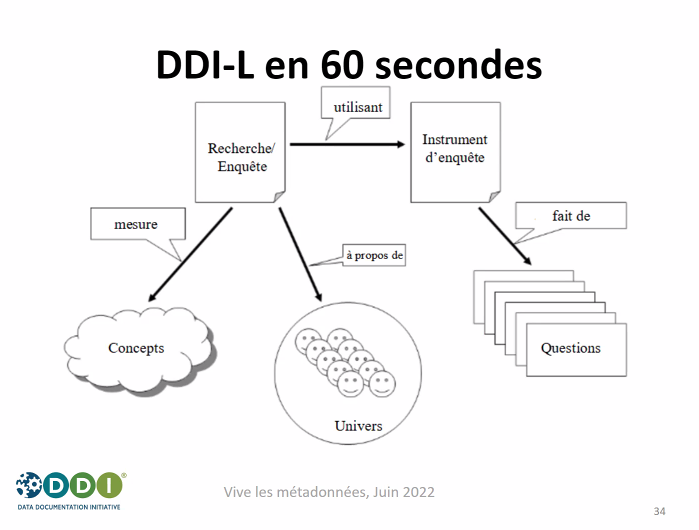 DDI-L en 60 secondes
utilisant
Recherche/
Enquête
Instrument
d'enquête
mesure
fait de
à propos de
Concepts
Questions
Univers
DDI®
DATA DOCUMENTATION INITIATIVE
Vive les métadonnées, Juin 2022
34